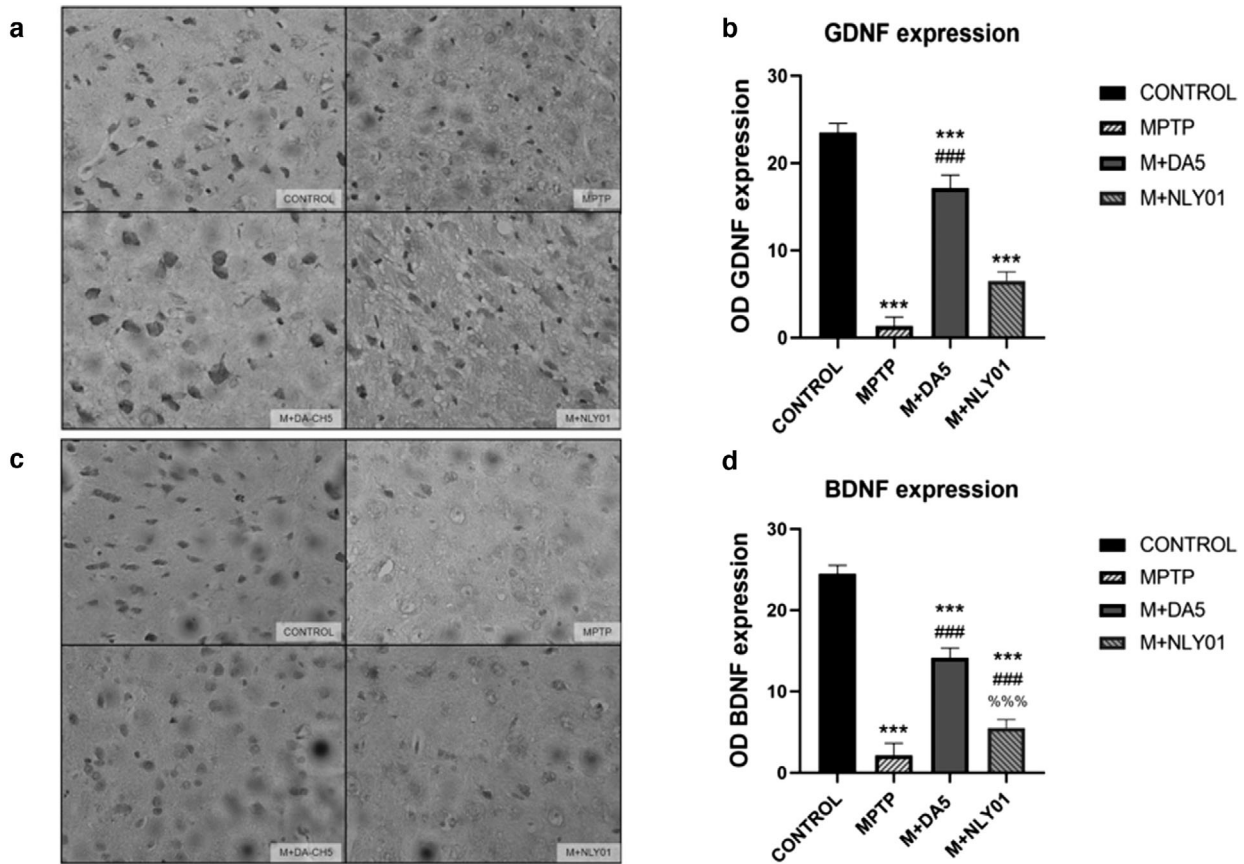 a
CONTROL
MPTP
M+DA-CH5
M+NLY01
b
GDNF expression
OD GDNF expression
30
20
10
0
***
***
###
***
CONTROL
MPTP
M+DA5
M+NLY01
CONTROL
MPTP
M+DA5
M+NLY01
c
CONTROL
MPTP
M+DA-CH5
M+NLY01
d
BDNF expression
OD BDNF expression
30
20
10
0
***
***
###
***
###
%%%
CONTROL
MPTP
M+DA5
M+NLY01
CONTROL
MPTP
M+DA5
M+NLY01